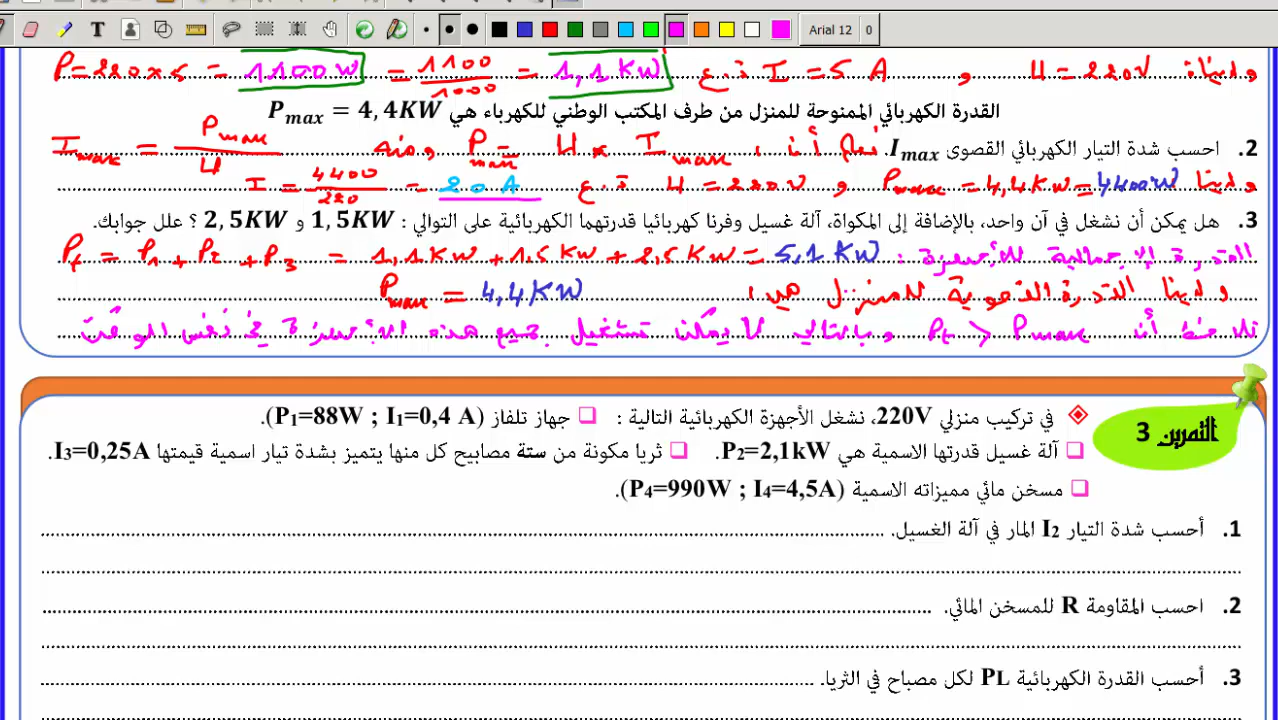 Arial 12 0
ولدينا: U = 220V و I = 5 A ت.ع P = 220 x 5 = 1100 W = 1100/1000 = 1,1 KW
القدرة الكهربائي الممنوحة للمنزل من طرف المكتب الوطني للكهرباء هي Pmax = 4,4KW
2. احسب شدة التيار الكهربائي القصوى Imax. نعلم أن: Pmax = U x Imax ومنه Imax = Pmax/U
ولدينا Pmax = 4,4KW = 4400W و U = 220V ت.ع I = 4400/220 = 20 A
3. هل يمكن أن نشغل في آن واحد، بالإضافة إلى المكواة، آلة غسيل وفرنا كهربائيا قدرتهما الكهربائية على التوالي : 1,5KW و 2,5KW ؟ علل جوابك.
القدرة الإجمالية للأجهزة : Pt = P1 + P2 + P3 = 1,1KW + 1.5KW + 2,5KW = 5,1KW
ولدينا القدرة القصوية للمنزل هي: Pmax = 4,4KW
نلاحظ أن Pt > Pmax وبالتالي لا يمكن تشغيل جميع هذه الأجهزة في نفس الوقت
التمرين 3
في تركيب منزلي 220V، نشغل الأجهزة الكهربائية التالية : جهاز تلفاز (P1=88W ; I1=0,4 A).
آلة غسيل قدرتها الاسمية هي P2=2,1kW. ثريا مكونة من ستة مصابيح كل منها يتميز بشدة تيار اسمية قيمتها I3=0,25A.
مسخن مائي مميزاته الاسمية (P4=990W ; I4=4,5A).
1. أحسب شدة التيار I2 المار في آلة الغسيل.
2. احسب المقاومة R للمسخن المائي.
3. أحسب القدرة الكهربائية PL لكل مصباح في الثريا.